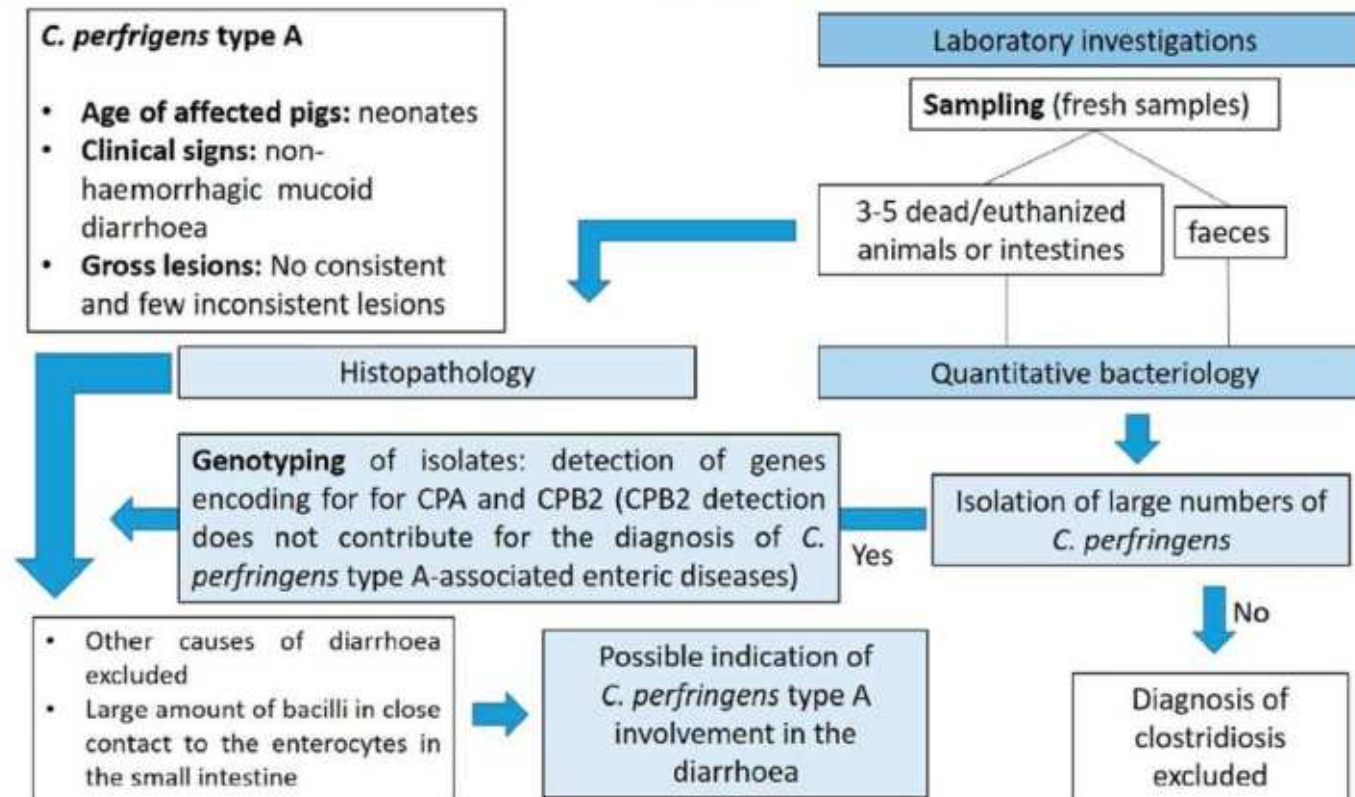 C. perfrigens type A
• Age of affected pigs: neonates
• Clinical signs: non-
haemorrhagic mucoid
diarrhoea
• Gross lesions: No consistent
and few inconsistent lesions
Laboratory investigations
Sampling (fresh samples)
3-5 dead/euthanized
animals or intestines
faeces
Histopathology
Quantitative bacteriology
Genotyping of isolates: detection of genes
encoding for for CPA and CPB2 (CPB2 detection
does not contribute for the diagnosis of C.
perfringens type A-associated enteric diseases)
Yes
Isolation of large numbers of
C. perfringens
No
• Other causes of diarrhoea
excluded
• Large amount of bacilli in close
contact to the enterocytes in
the small intestine
Possible indication of
C. perfringens type A
involvement in the
diarrhoea
Diagnosis of
clostridiosis
excluded